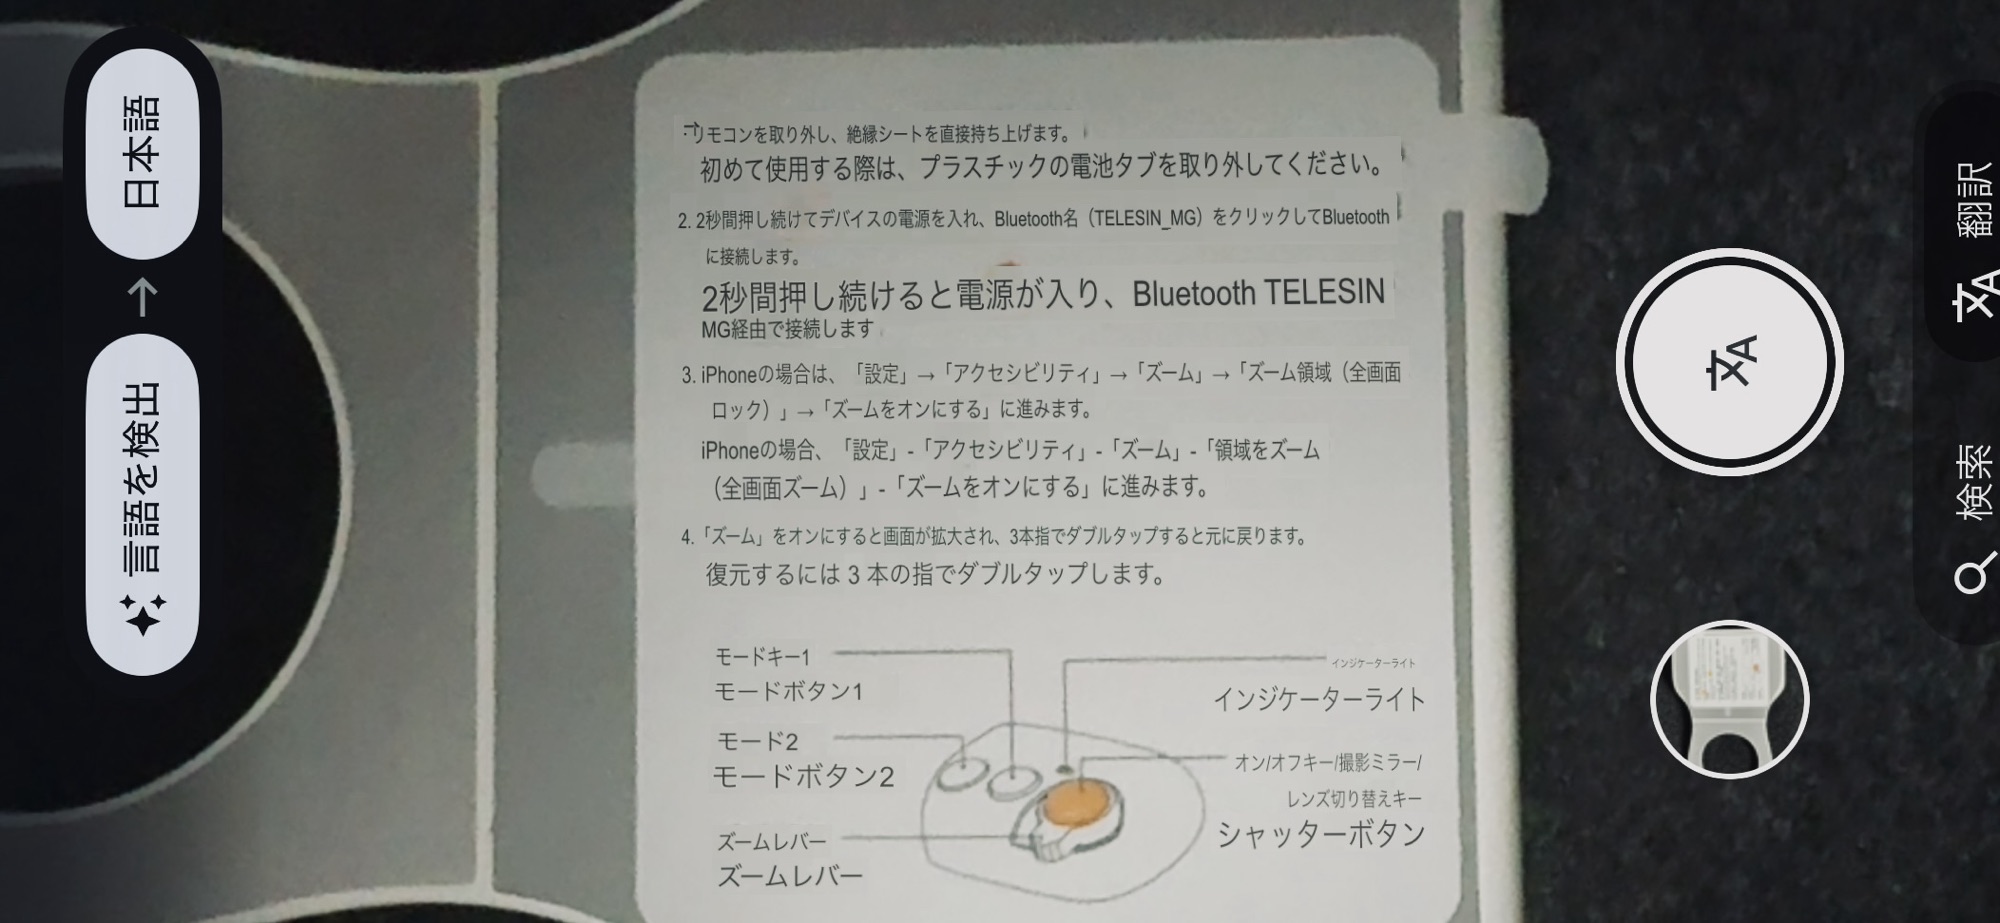 リモコンを取り外し、絶縁シートを直接持ち上げます。
初めて使用する際は、プラスチックの電池タブを取り外してください。
2. 2秒間押し続けてデバイスの電源を入れ、Bluetooth名（TELESIN_MG）をクリックしてBluetooth
に接続します。
2秒間押し続けると電源が入り、Bluetooth TELESIN
MG経由で接続します
3. iPhoneの場合は、「設定」→「アクセシビリティ」→「ズーム」→「ズーム領域（全画面
ロック）」→「ズームをオンにする」に進みます。
iPhoneの場合、「設定」-「アクセシビリティ」-「ズーム」-「領域をズーム
（全画面ズーム）」-「ズームをオンにする」に進みます。
4.「ズーム」をオンにすると画面が拡大され、3本指でダブルタップすると元に戻ります。
復元するには 3 本の指でダブルタップします。
モードキー1
モードボタン1
モード2
モードボタン2
ズームレバー
ズームレバー
インジケーターライト
インジケーターライト
オン/オフキー/撮影ミラー/
レンズ切り替えキー
シャッターボタン
言語を検出
→
日本語
文A
検索
文A 翻訳